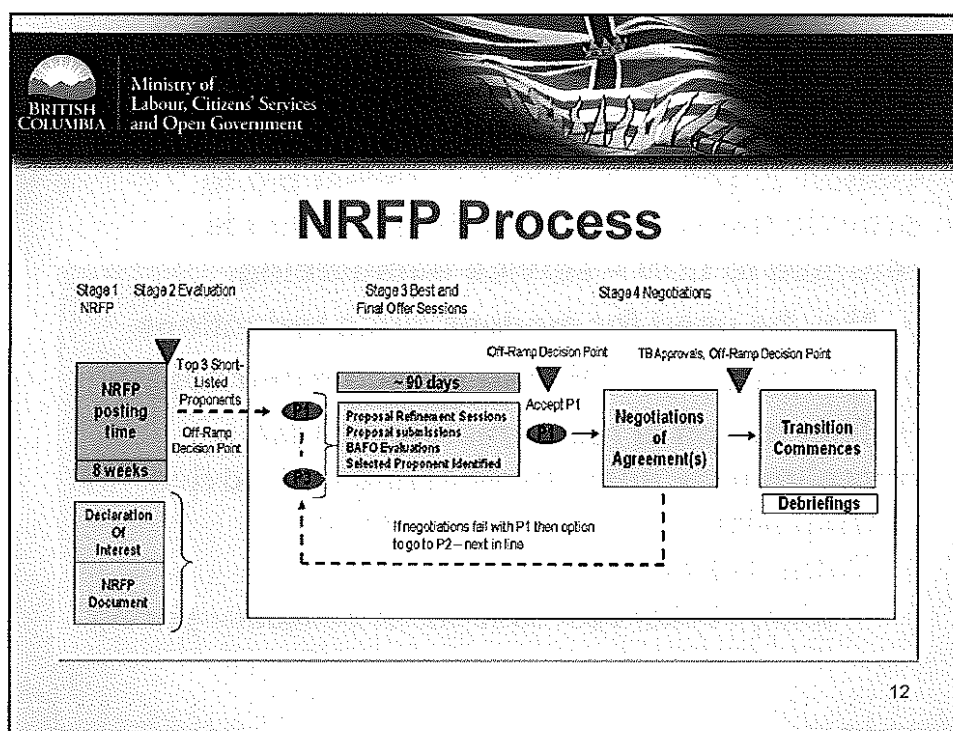 BRITISH
COLUMBIA
Ministry of
Labour, Citizens' Services
and Open Government
NRFP Process
Stage 1
NRFP
Stage 2 Evaluation
Stage 3 Best and
Final Offer Sessions
Stage 4 Negotiations
NRFP
posting
time
8 weeks
Top 3 Short-
Listed
Proponents
Off-Ramp
Decision Point
Declaration
Of
Interest
NRFP
Document
P1
~ 90 days
Proposal Refinement Sessions
Proposal submissions
BAFO Evaluations
Selected Proponent Identified
Off-Ramp Decision Point
Accept P1
Negotiations
of
Agreement(s)
TB Approvals, Off-Ramp Decision Point
Transition
Commences
Debriefings
If negotiations fail with P1 then option
to go to P2 – next in line
12